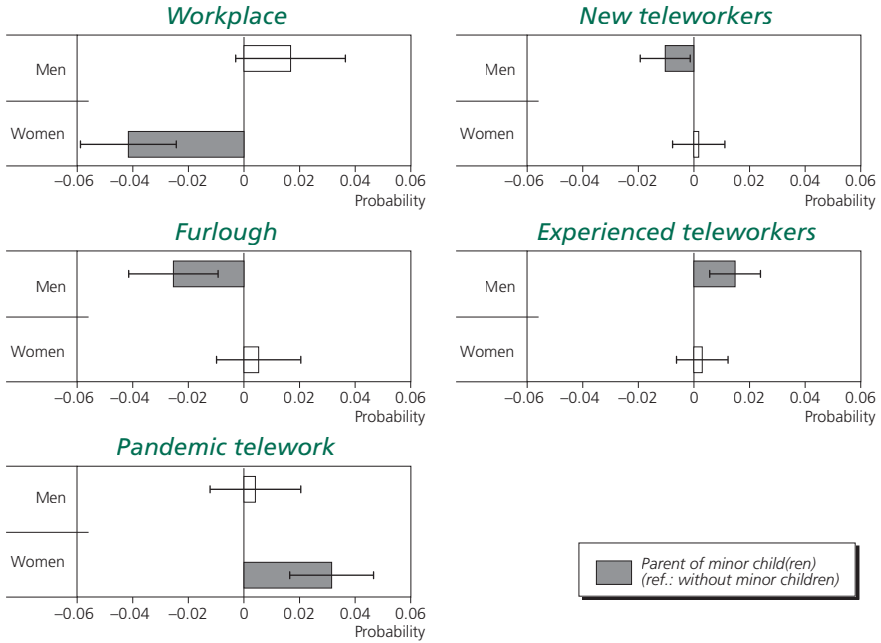 Workplace
Men
Women
−0.06 −0.04 −0.02 0 0.02 0.04 0.06
Probability
New teleworkers
Men
Women
−0.06 −0.04 −0.02 0 0.02 0.04 0.06
Probability
Furlough
Men
Women
−0.06 −0.04 −0.02 0 0.02 0.04 0.06
Probability
Experienced teleworkers
Men
Women
−0.06 −0.04 −0.02 0 0.02 0.04 0.06
Probability
Pandemic telework
Men
Women
−0.06 −0.04 −0.02 0 0.02 0.04 0.06
Probability
Parent of minor child(ren)
(ref.: without minor children)